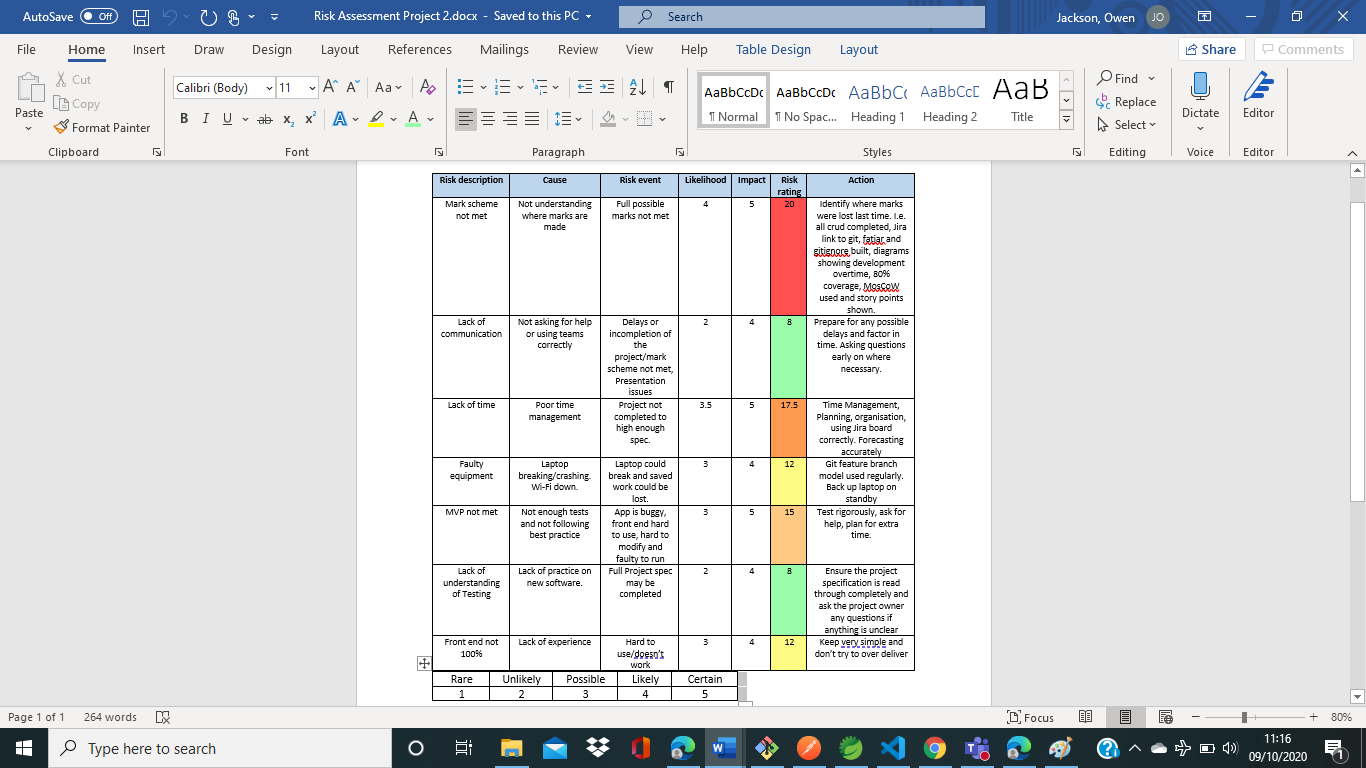 AutoSave Off Risk Assessment Project 2.docx - Saved to this PC Search Jackson, Owen JO
File Home Insert Draw Design Layout References Mailings Review View Help Table Design Layout Share Comments
Paste Cut Copy Format Painter
Calibri (Body) 11 A A Aa A
B I U ab x2 x2 A A
AaBbCcDc AaBbCcDc AaBbCc AaBbCcD AaB
¶ Normal ¶ No Spac... Heading 1 Heading 2 Title
Find Replace Select
Dictate Editor
Clipboard Font Paragraph Styles Editing Voice Editor
Risk description Cause Risk event Likelihood Impact Risk rating Action
Mark scheme
not met
Not understanding
where marks are
made
Full possible
marks not met
4
5
20
Identify where marks
were lost last time. I.e.
all crud completed, Jira
link to git, fatjar and
gitignore built, diagrams
showing development
overtime, 80%
coverage, MosCoW
used and story points
shown.
Lack of
communication
Not asking for help
or using teams
correctly
Delays or
incompletion of
the
project/mark
scheme not met,
Presentation
issues
2
4
8
Prepare for any possible
delays and factor in
time. Asking questions
early on where
necessary.
Lack of time
Poor time
management
Project not
completed to
high enough
spec.
3.5
5
17.5
Time Management,
Planning, organisation,
using Jira board
correctly. Forecasting
accurately
Faulty
equipment
Laptop
breaking/crashing.
Wi-Fi down.
Laptop could
break and saved
work could be
lost.
3
4
12
Git feature branch
model used regularly.
Back up laptop on
standby
MVP not met
Not enough tests
and not following
best practice
App is buggy,
front end hard
to use, hard to
modify and
faulty to run
3
5
15
Test rigorously, ask for
help, plan for extra
time.
Lack of
understanding
of Testing
Lack of practice on
new software.
Full Project spec
may be
completed
2
4
8
Ensure the project
specification is read
through completely and
ask the project owner
any questions if
anything is unclear
Front end not
100%
Lack of experience
Hard to
use/doesn't
work
3
4
12
Keep very simple and
don't try to over deliver
Rare Unlikely Possible Likely Certain
1 2 3 4 5
Page 1 of 1 264 words Focus 80%
Type here to search
11:16
09/10/2020
1